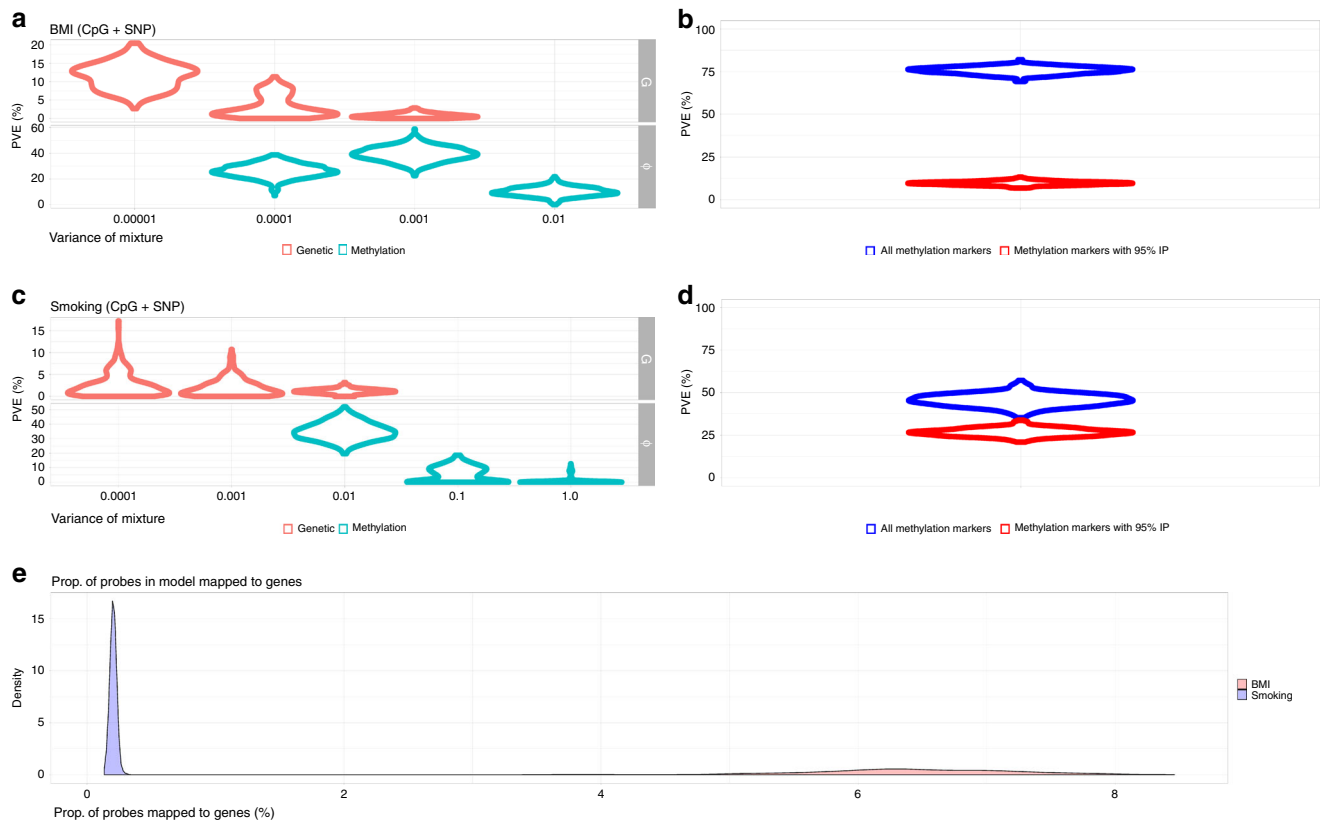 a
BMI (CpG + SNP)
20
15
10
5
0
G
60
40
20
0
ϕ
PVE (%)
PVE (%)
0.00001 0.0001 0.001 0.01
Variance of mixture
Genetic Methylation
b
100
75
50
25
0
PVE (%)
All methylation markers Methylation markers with 95% IP
c
Smoking (CpG + SNP)
15
10
5
0
G
50
40
30
20
10
0
ϕ
PVE (%)
PVE (%)
0.0001 0.001 0.01 0.1 1.0
Variance of mixture
Genetic Methylation
d
100
75
50
25
0
PVE (%)
All methylation markers Methylation markers with 95% IP
e
Prop. of probes in model mapped to genes
15
10
5
0
Density
0 2 4 6 8
Prop. of probes mapped to genes (%)
BMI
Smoking